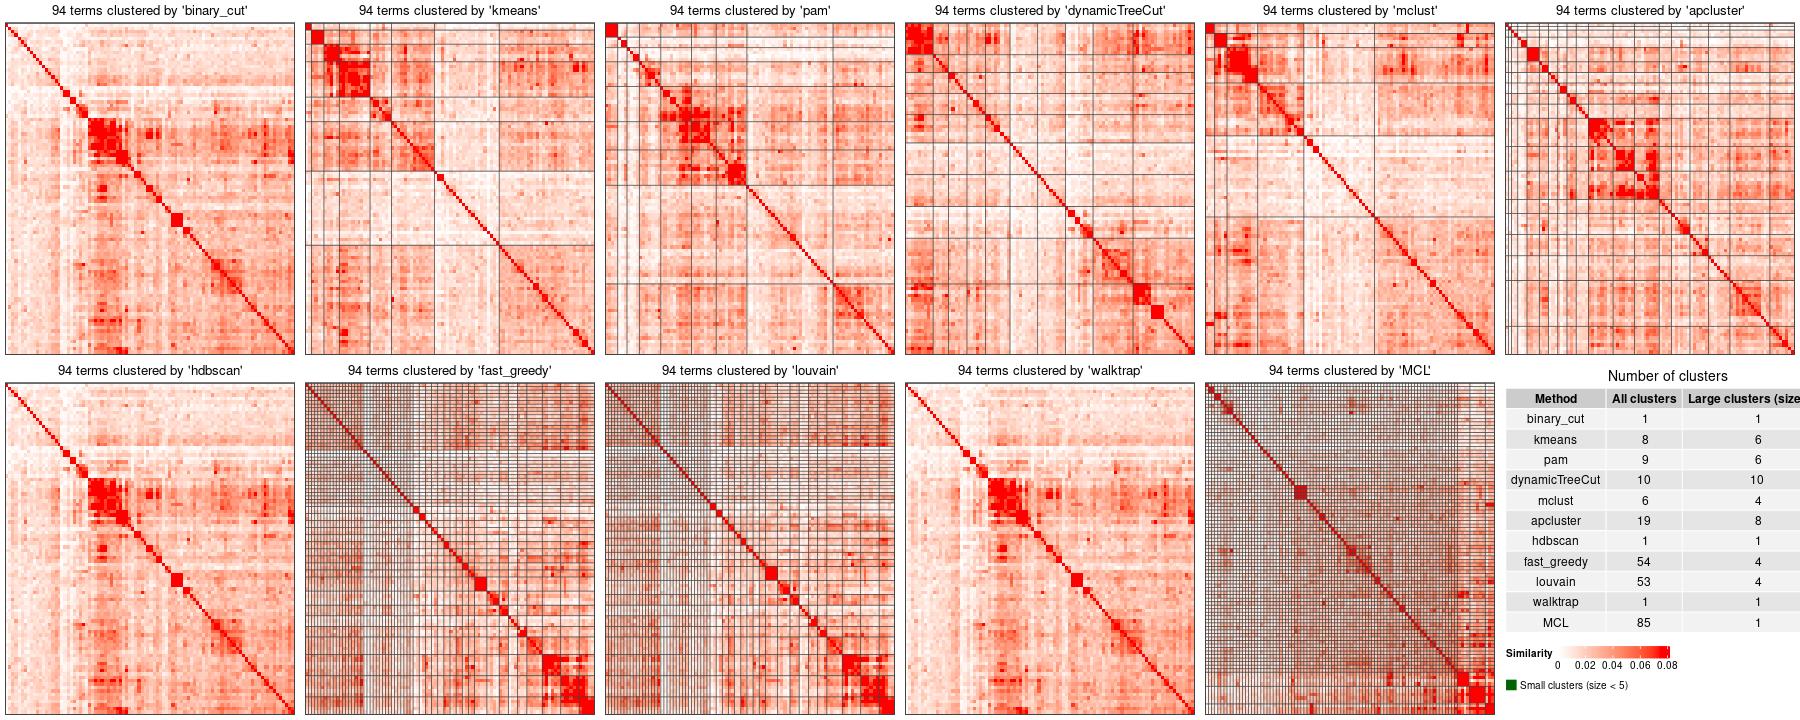 94 terms clustered by 'binary_cut'
94 terms clustered by 'kmeans'
94 terms clustered by 'pam'
94 terms clustered by 'dynamicTreeCut'
94 terms clustered by 'mclust'
94 terms clustered by 'apcluster'
94 terms clustered by 'hdbscan'
94 terms clustered by 'fast_greedy'
94 terms clustered by 'louvain'
94 terms clustered by 'walktrap'
94 terms clustered by 'MCL'
Number of clusters
Method All clusters Large clusters (size
binary_cut 1 1
kmeans 8 6
pam 9 6
dynamicTreeCut 10 10
mclust 6 4
apcluster 19 8
hdbscan 1 1
fast_greedy 54 4
louvain 53 4
walktrap 1 1
MCL 85 1
Similarity
0 0.02 0.04 0.06 0.08
Small clusters (size < 5)